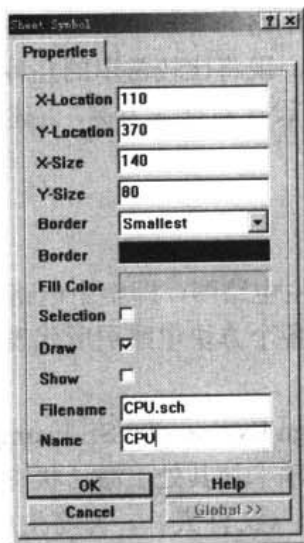 Sheet Symbol
Properties
X-Location 110
Y-Location 370
X-Size 140
Y-Size 80
Border Smallest
Border
Fill Color
Selection
Draw
Show
Filename CPU.sch
Name CPU
OK Help
Cancel Global >>